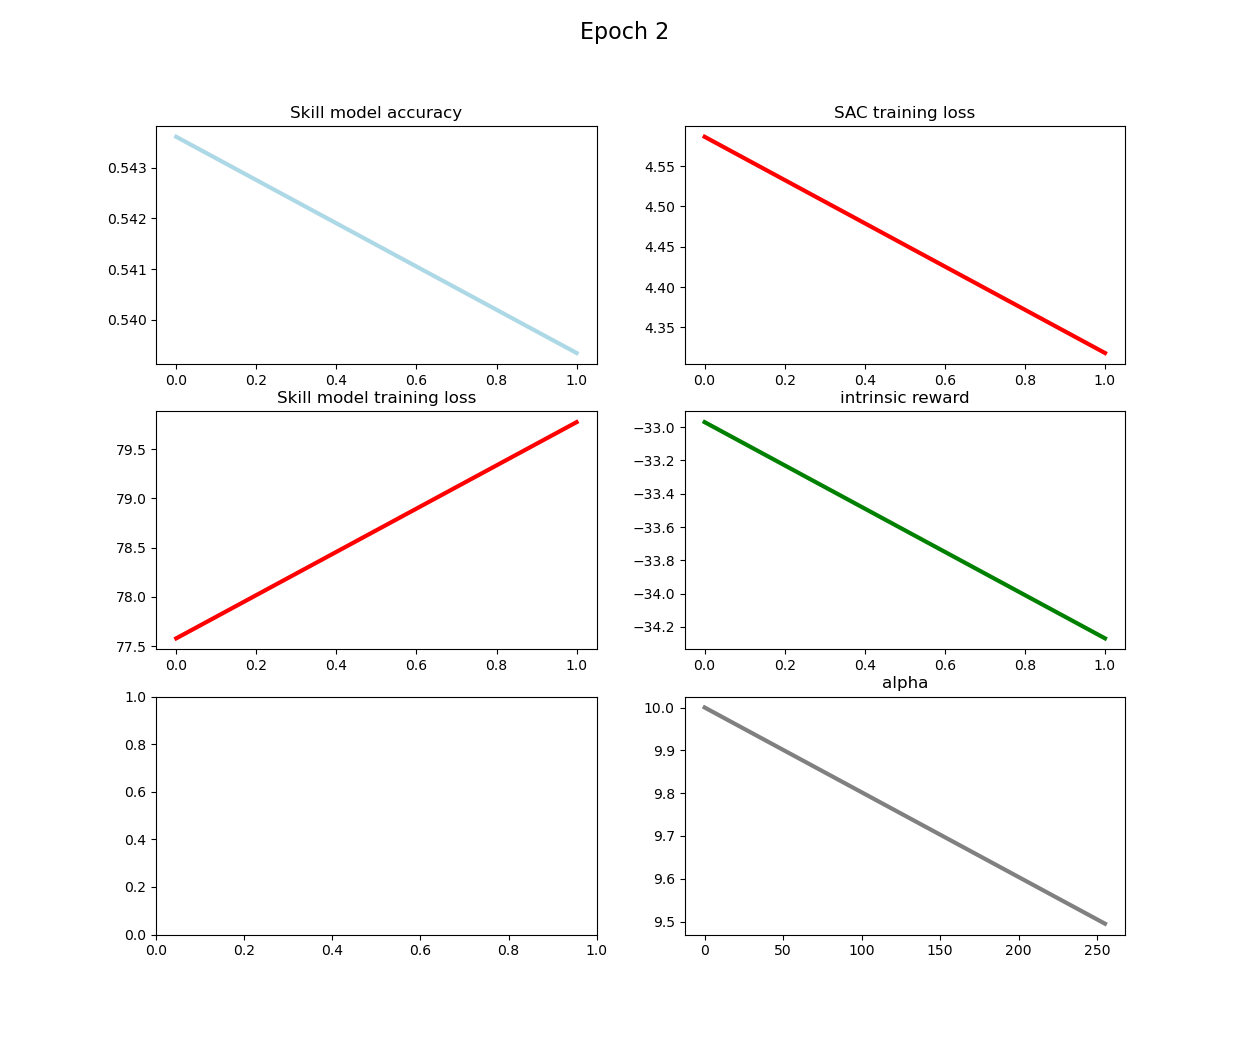 Epoch 2
Skill model accuracy
0.543
0.542
0.541
0.540
0.0 0.2 0.4 0.6 0.8 1.0
SAC training loss
4.55
4.50
4.45
4.40
4.35
0.0 0.2 0.4 0.6 0.8 1.0
Skill model training loss
79.5
79.0
78.5
78.0
77.5
0.0 0.2 0.4 0.6 0.8 1.0
intrinsic reward
−33.0
−33.2
−33.4
−33.6
−33.8
−34.0
−34.2
0.0 0.2 0.4 0.6 0.8 1.0
1.0
0.8
0.6
0.4
0.2
0.0
0.0 0.2 0.4 0.6 0.8 1.0
alpha
10.0
9.9
9.8
9.7
9.6
9.5
0 50 100 150 200 250